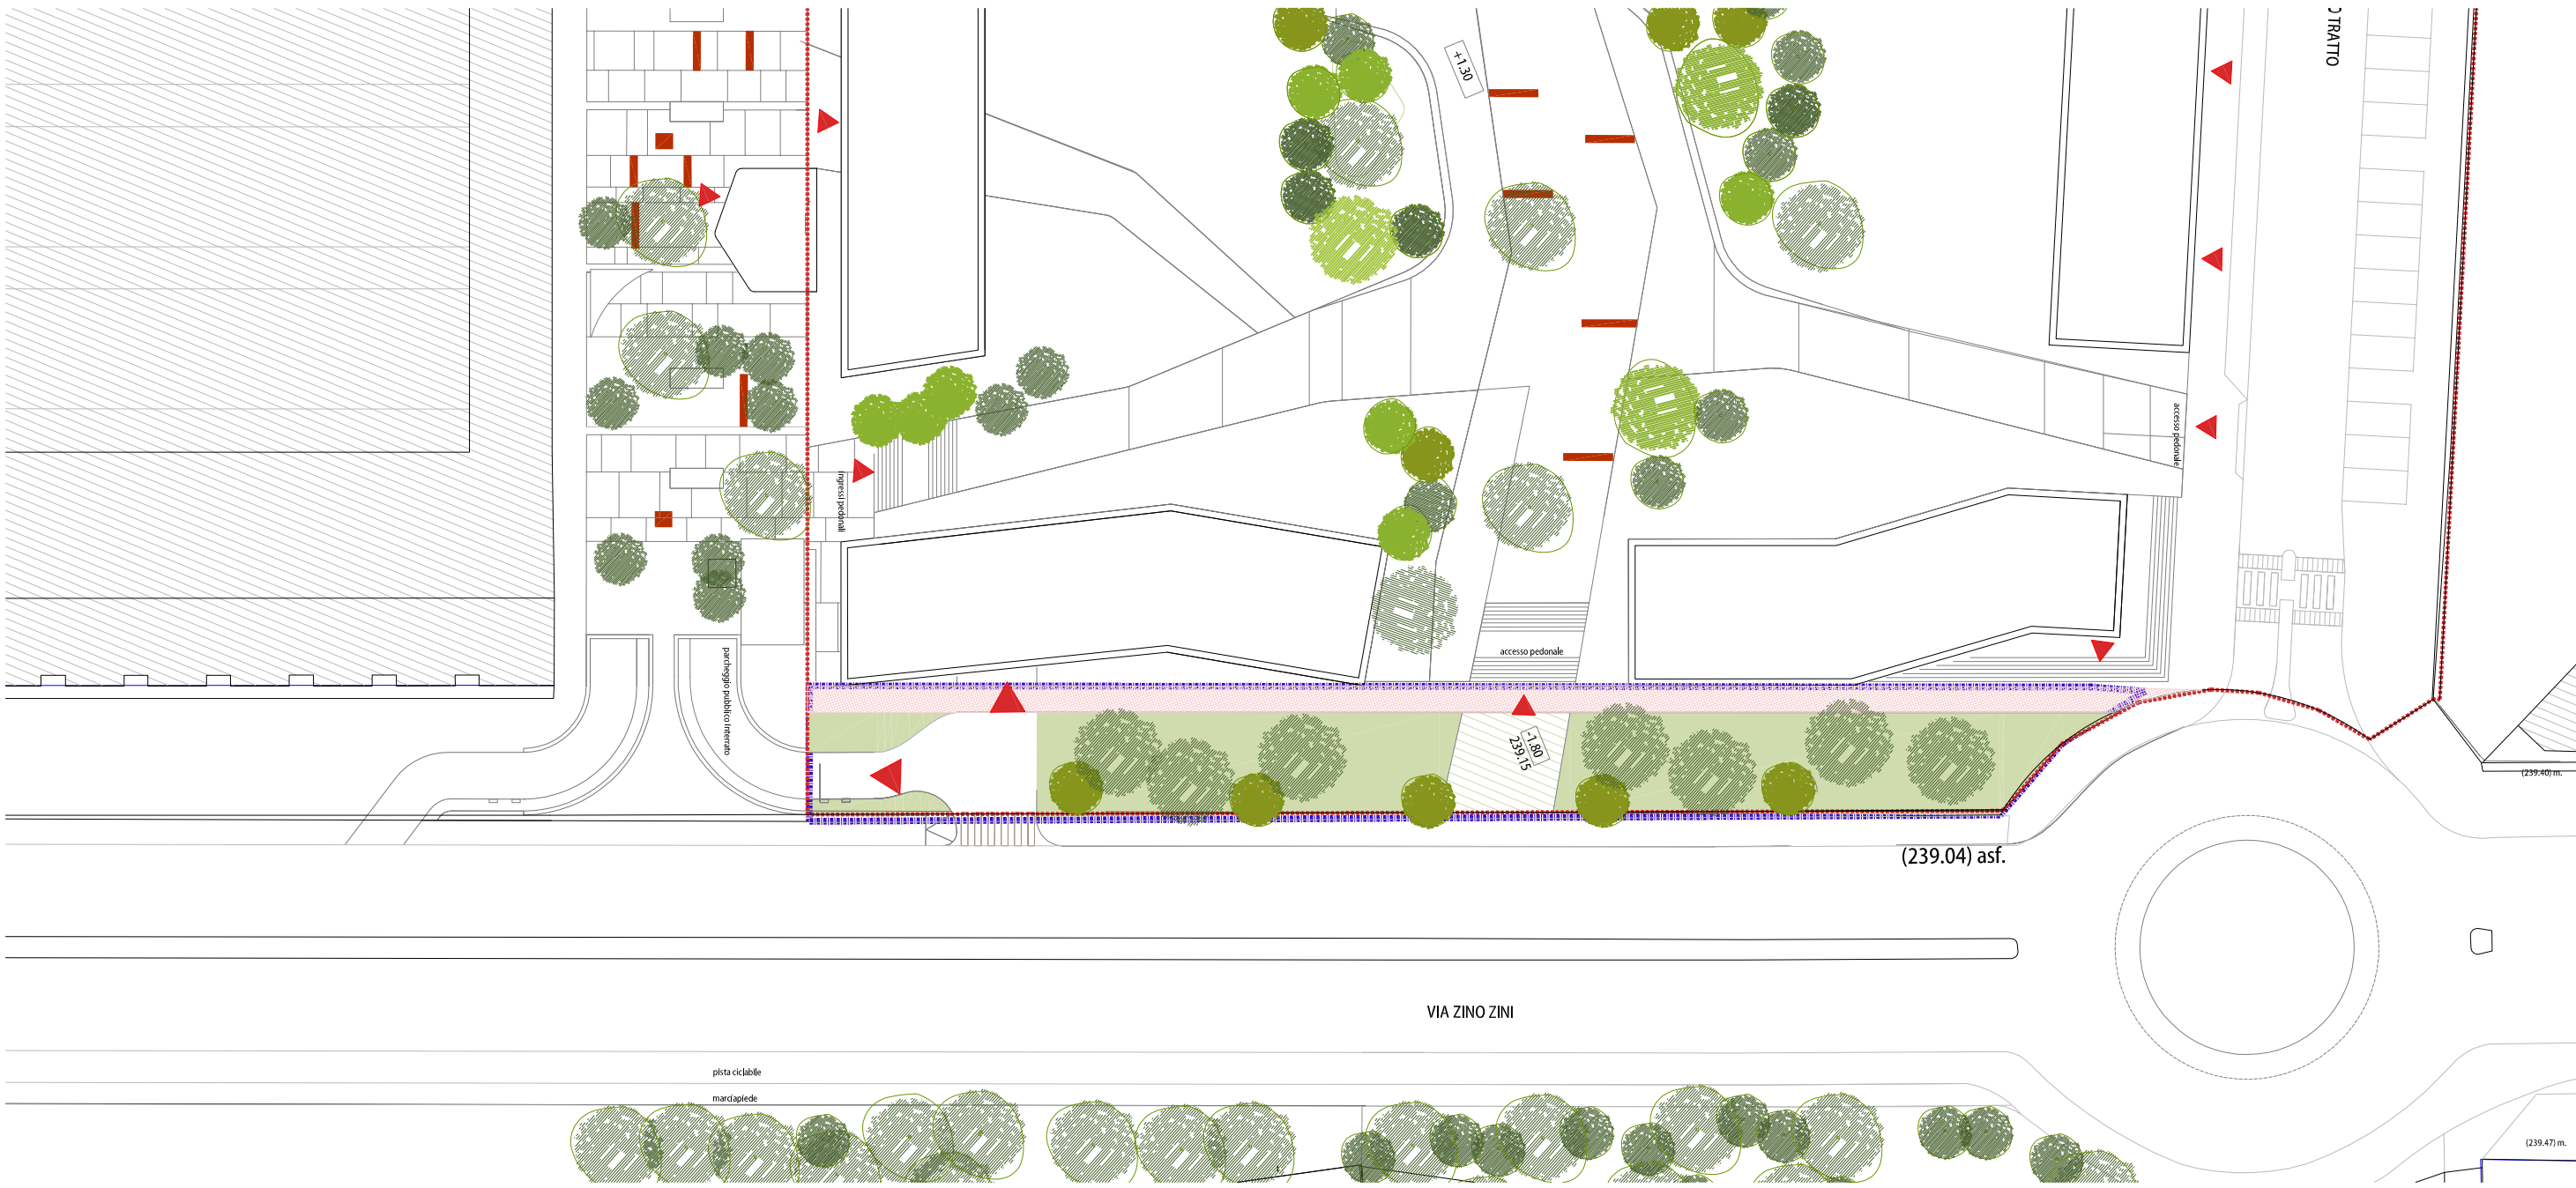 O TRATTO
+1.30
accesso pedonale
ingressi pedonali
accesso pedonale
parcheggio pubblico interrato
-1.80
239.15
(239.40) m.
(239.04) asf.
VIA ZINO ZINI
pista ciclabile
marciapiede
(239.47) m.